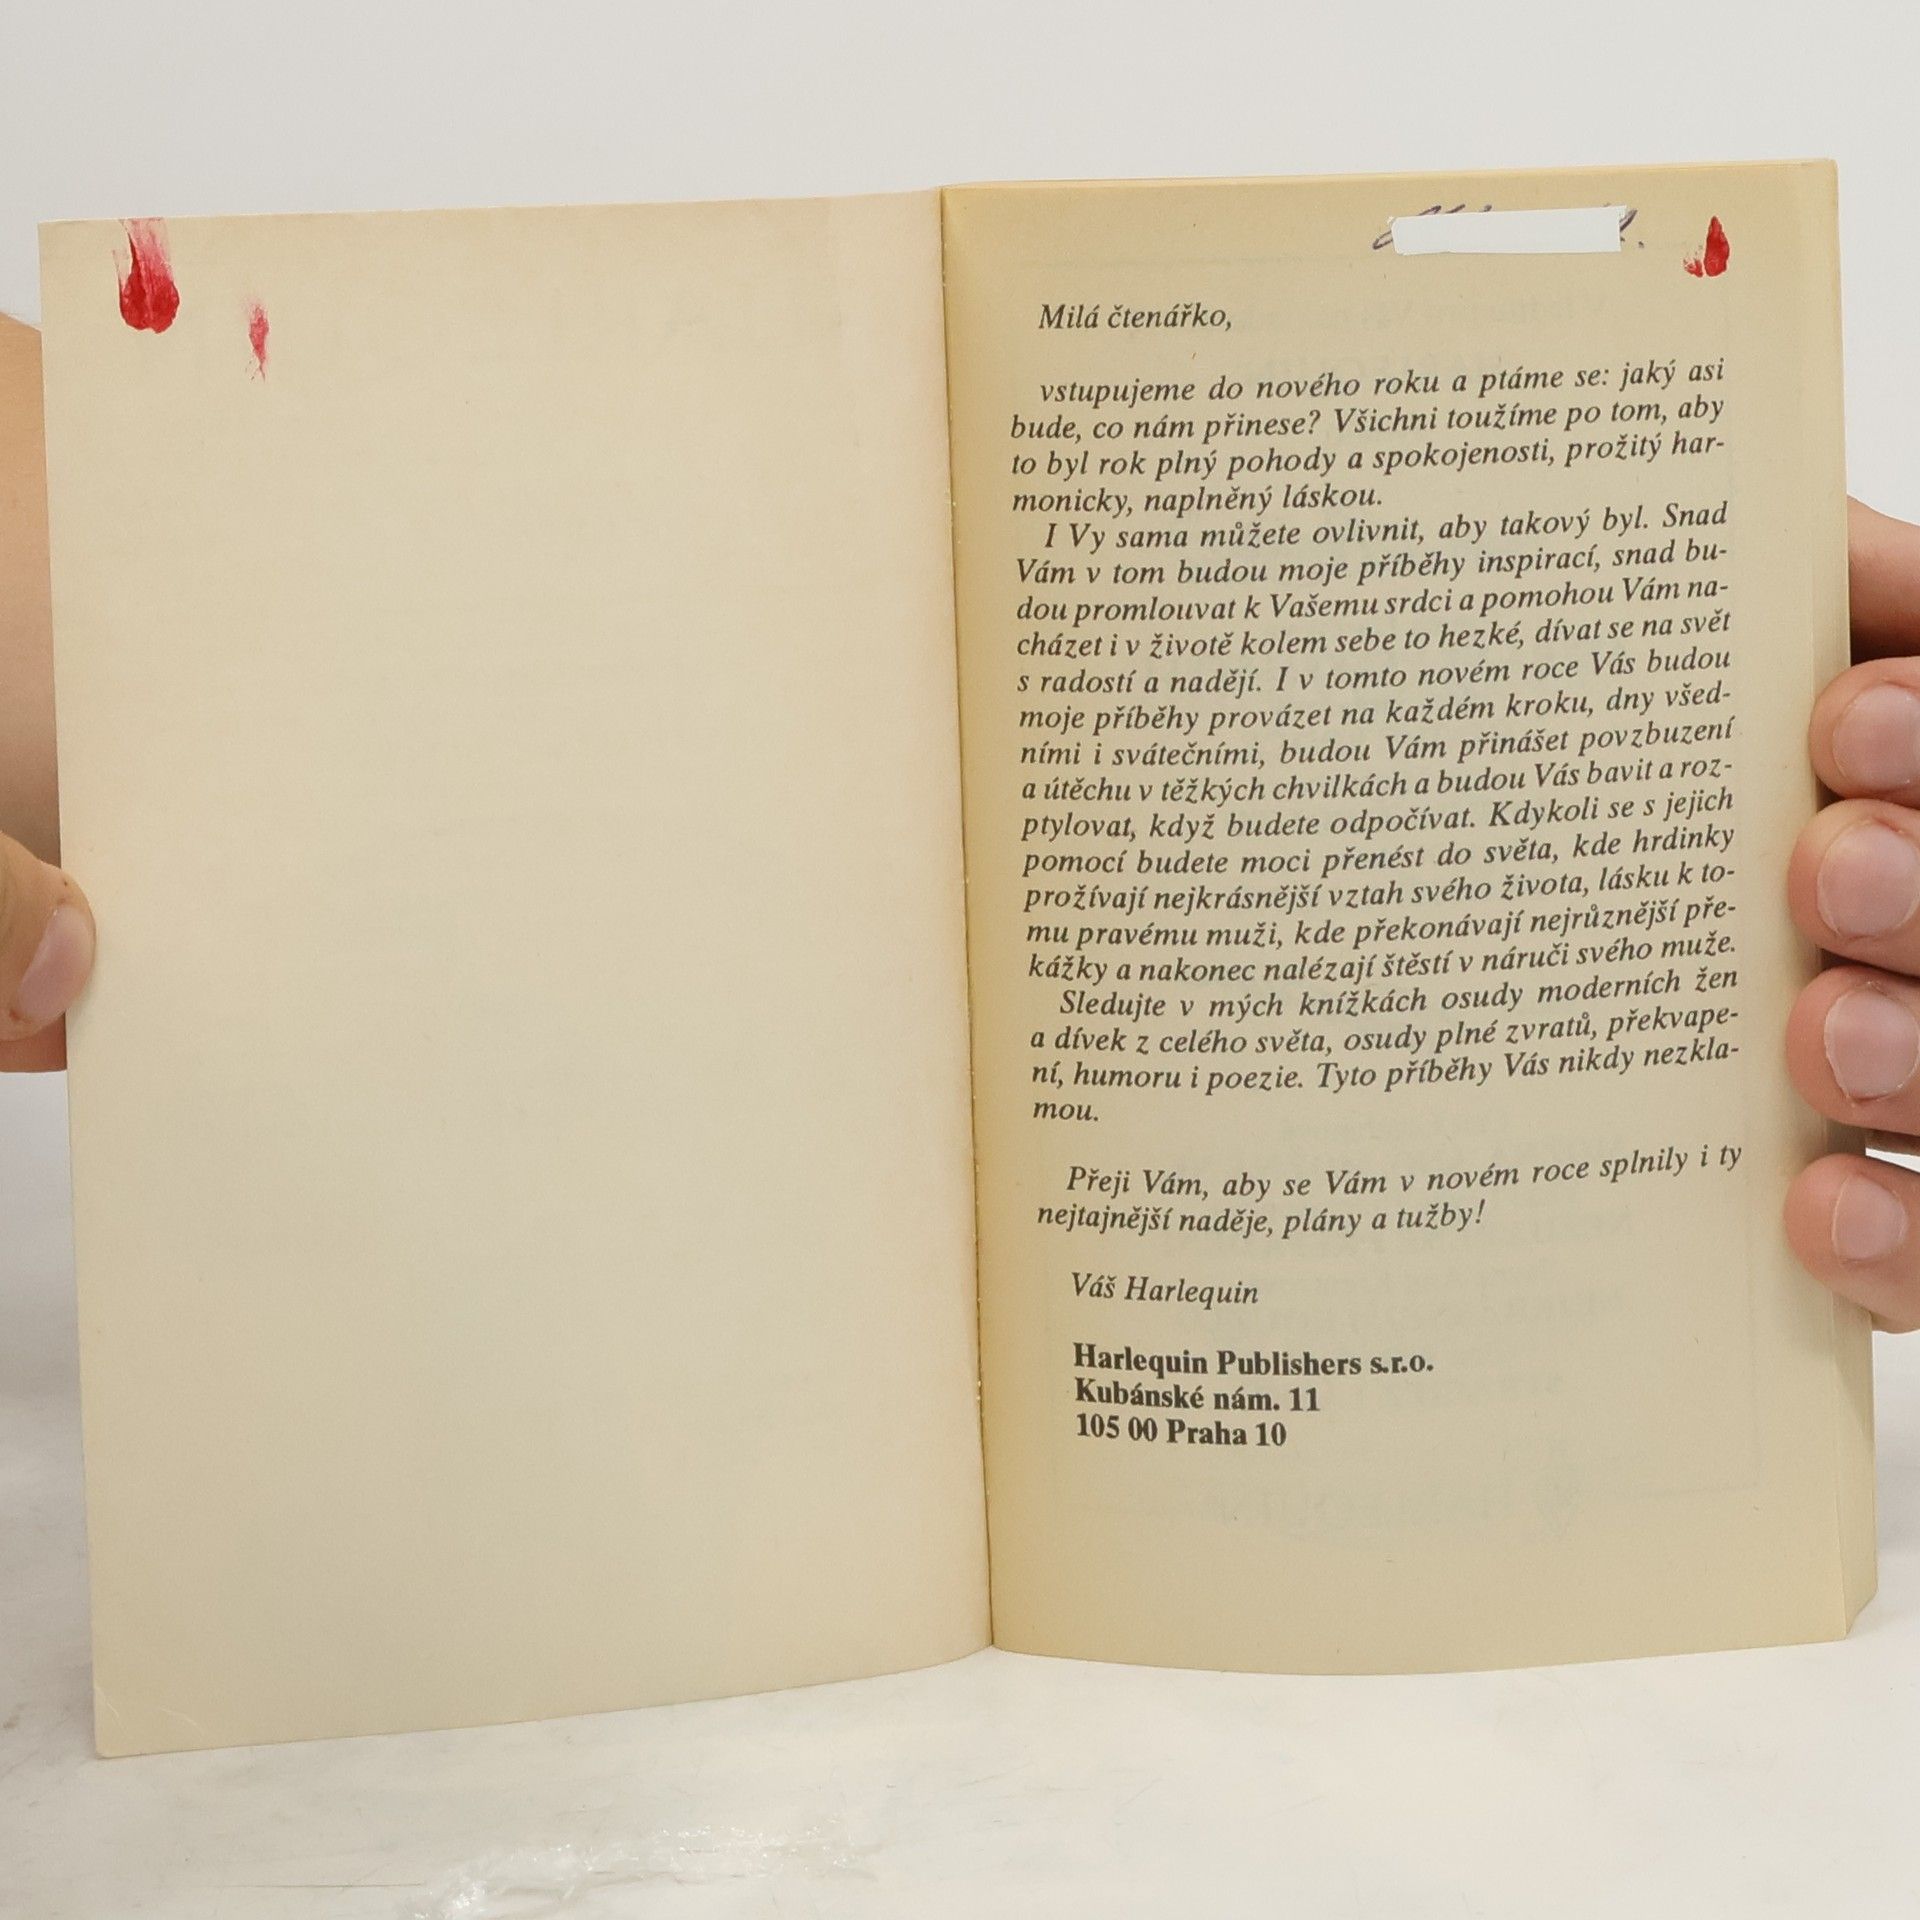 Milá čtenářko,
vstupujeme do nového roku a ptáme se: jaký asi
bude, co nám přinese? Všichni toužíme po tom, aby
to byl rok plný pohody a spokojenosti, prožitý har-
monicky, naplněný láskou.
I Vy sama můžete ovlivnit, aby takový byl. Snad
Vám v tom budou moje příběhy inspirací, snad bu-
dou promlouvat k Vašemu srdci a pomohou Vám na-
cházet i v životě kolem sebe to hezké, dívat se na svět
s radostí a nadějí. I v tomto novém roce Vás budou
moje příběhy provázet na každém kroku, dny všed-
ními i svátečními, budou Vám přinášet povzbuzení
a útěchu v těžkých chvilkách a budou Vás bavit a roz-
ptylovat, když budete odpočívat. Kdykoli se s jejich
pomocí budete moci přenést do světa, kde hrdinky
prožívají nejkrásnější vztah svého života, lásku k to-
mu pravému muži, kde překonávají nejrůznější pře-
kážky a nakonec nalézají štěstí v náruči svého muže.
Sledujte v mých knížkách osudy moderních žen
a dívek z celého světa, osudy plné zvratů, překvape-
ní, humoru i poezie. Tyto příběhy Vás nikdy nezkla-
mou.
Přeji Vám, aby se Vám v novém roce splnily i ty
nejtajnější naděje, plány a tužby!
Váš Harlequin
Harlequin Publishers s.r.o.
Kubánské nám. 11
105 00 Praha 10